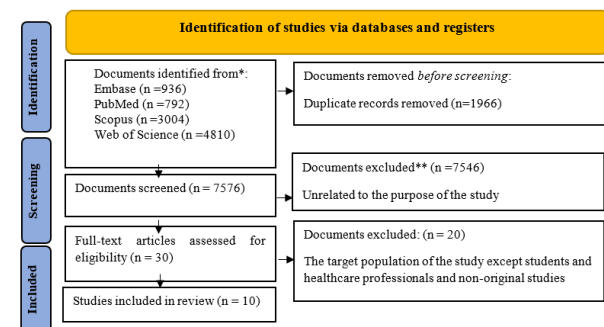 Identification of studies via databases and registers
Identification
Documents identified from*:
Embase (n =936)
PubMed (n =792)
Scopus (n =3004)
Web of Science (n =4810)
Documents removed before screening:
Duplicate records removed (n=1966)
Screening
Documents screened (n = 7576)
Documents excluded** (n =7546)
Unrelated to the purpose of the study
Full-text articles assessed for
eligibility (n = 30)
Documents excluded: (n = 20)
The target population of the study except students and
healthcare professionals and non-original studies
Included
Studies included in review (n = 10)